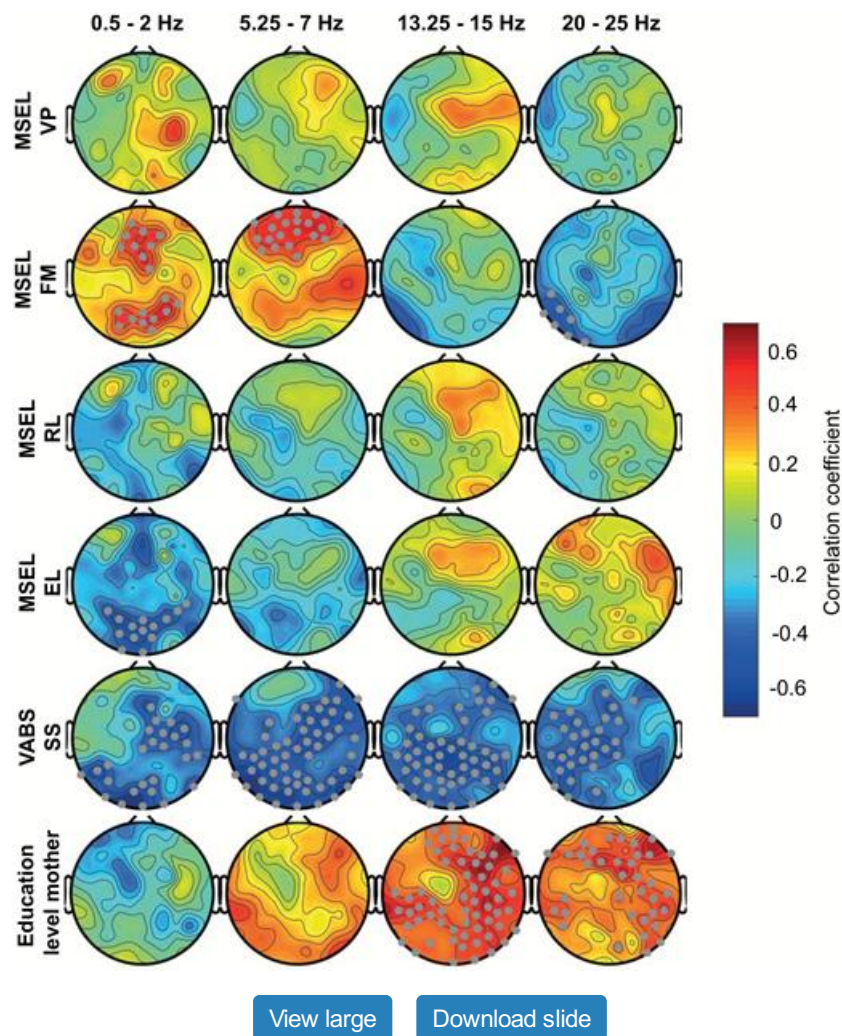 0.5 - 2 Hz 5.25 - 7 Hz 13.25 - 15 Hz 20 - 25 Hz
MSEL
VP
MSEL
FM
MSEL
RL
MSEL
EL
VABS
SS
Education
level mother
0.6
0.4
0.2
0
-0.2
-0.4
-0.6
Correlation coefficient
View large Download slide